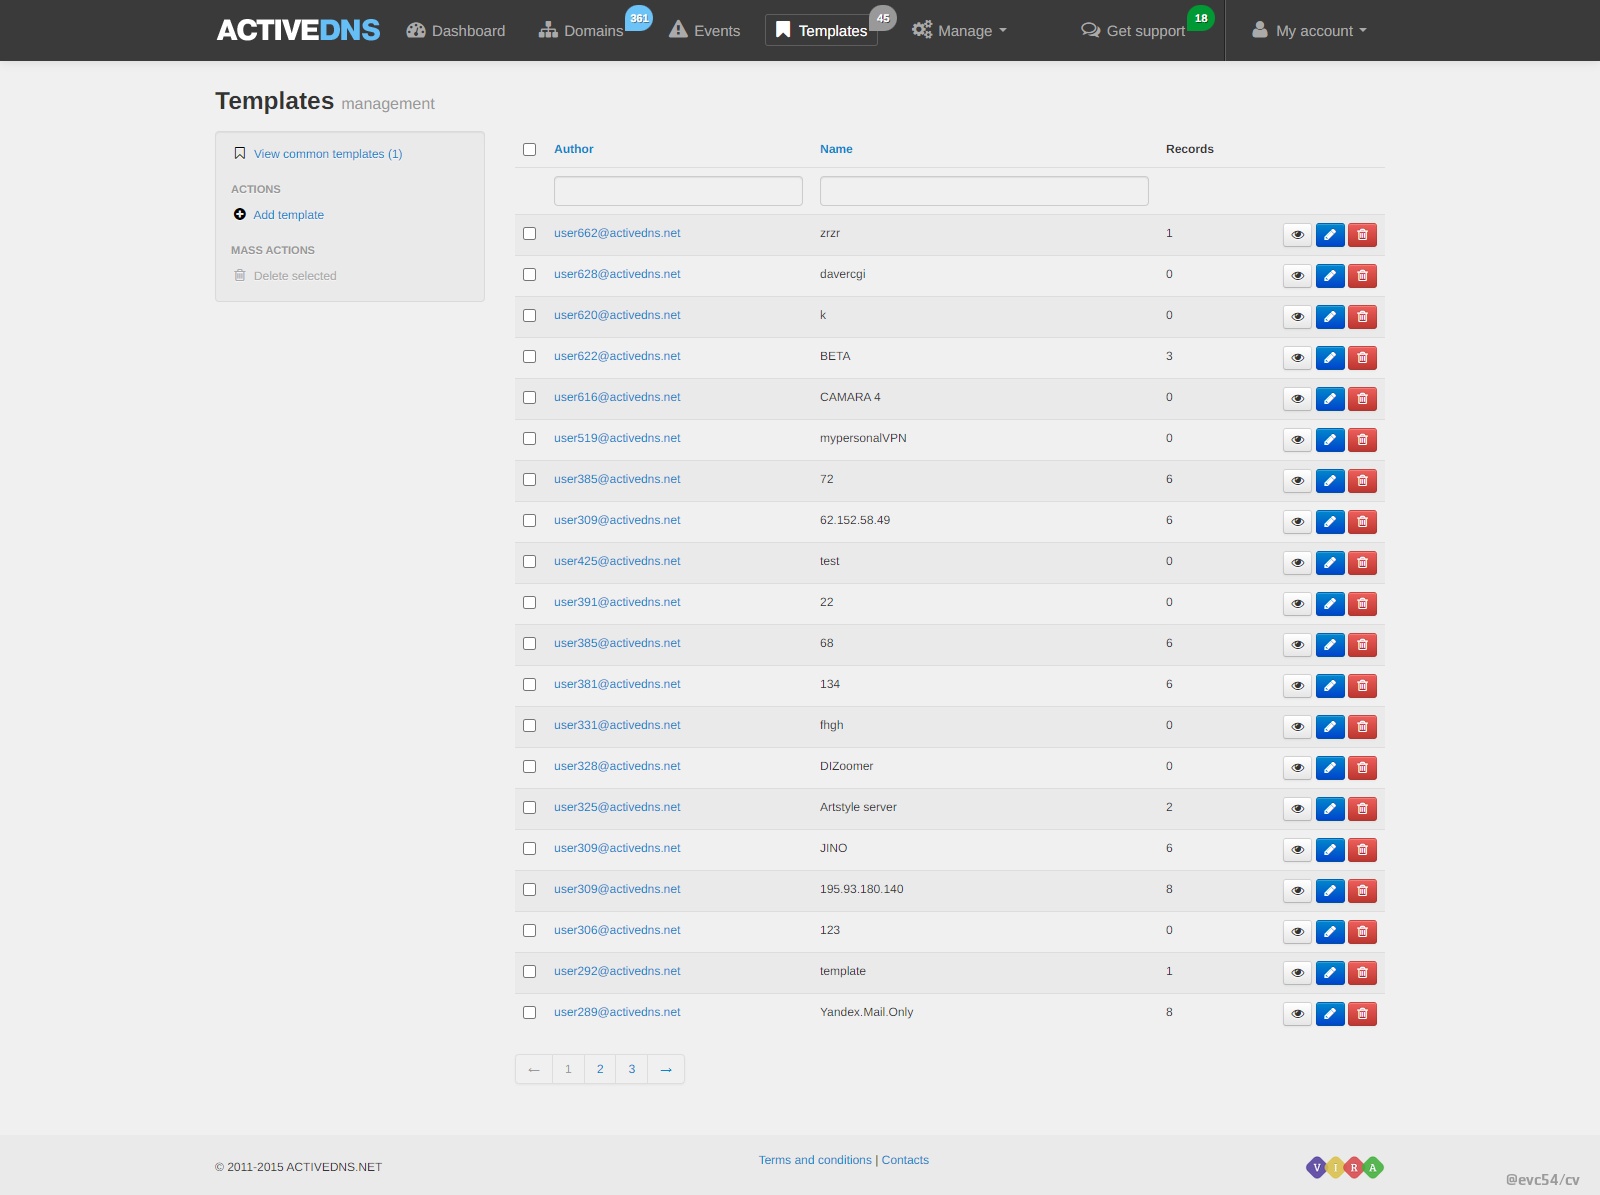 ACTIVEDNS Dashboard Domains 361 Events Templates 45 Manage Get support 18 My account
Templates management
View common templates (1)
ACTIONS
Add template
MASS ACTIONS
Delete selected
Author Name Records
user662@activedns.net zrzr 1
user628@activedns.net davercgi 0
user620@activedns.net k 0
user622@activedns.net BETA 3
user616@activedns.net CAMARA 4 0
user519@activedns.net mypersonalVPN 0
user385@activedns.net 72 6
user309@activedns.net 62.152.58.49 6
user425@activedns.net test 0
user391@activedns.net 22 0
user385@activedns.net 68 6
user381@activedns.net 134 6
user331@activedns.net fhgh 0
user328@activedns.net DIZoomer 0
user325@activedns.net Artstyle server 2
user309@activedns.net JINO 6
user309@activedns.net 195.93.180.140 8
user306@activedns.net 123 0
user292@activedns.net template 1
user289@activedns.net Yandex.Mail.Only 8
← 1 2 3 →
© 2011-2015 ACTIVEDNS.NET
Terms and conditions | Contacts
VIRA
@evc54/cv